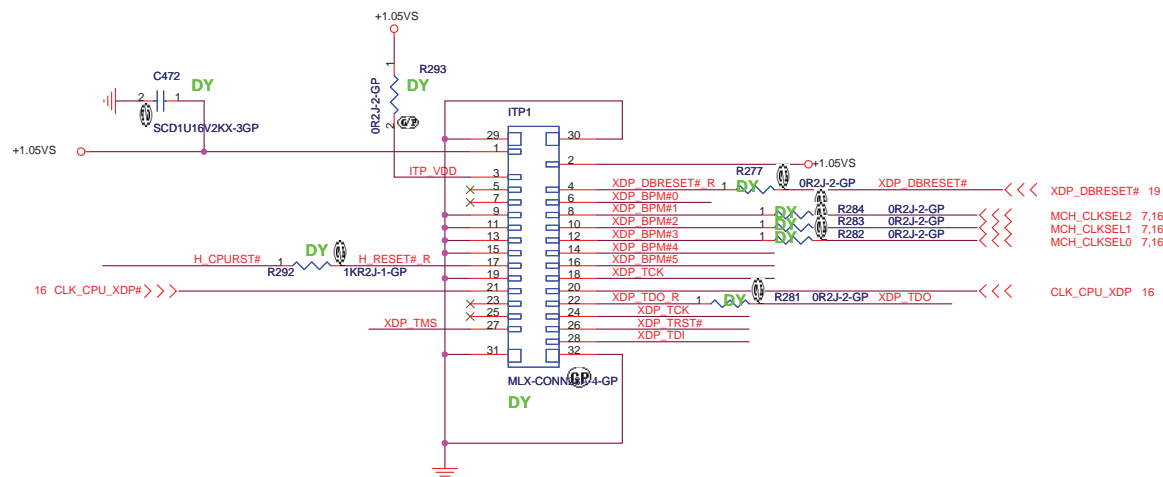 +1.05VS
C472 DY
2 1
SCD1U16V2KX-3GP
+1.05VS
1 R293
DY
0R2J-2-GP
2 G/P
ITP1
29 30
1 2
+1.05VS
ITP_VDD 3
5 4 XDP_DBRESET#_R 1 DY R277 0R2J-2-GP XDP_DBRESET# XDP_DBRESET# 19
7 6 XDP_BPM#0
9 8 XDP_BPM#1 1 DY R284 0R2J-2-GP MCH_CLKSEL2 7,16
11 10 XDP_BPM#2 1 DY R283 0R2J-2-GP MCH_CLKSEL1 7,16
13 12 XDP_BPM#3 1 DY R282 0R2J-2-GP MCH_CLKSEL0 7,16
15 14 XDP_BPM#4
H_CPURST# R292 1 DY 1KR2J-1-GP H_RESET#_R 17 16 XDP_BPM#5
19 18 XDP_TCK
16 CLK_CPU_XDP# 21 20 CLK_CPU_XDP 16
23 22 XDP_TDO_R 1 DY R281 0R2J-2-GP XDP_TDO
25 24 XDP_TCK
XDP_TMS 27 26 XDP_TRST#
28 XDP_TDI
31 32
GP
DY